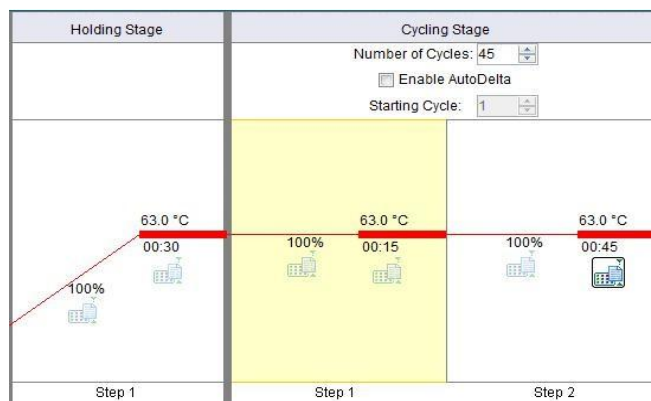 Holding Stage
Cycling Stage
Number of Cycles: 45
Enable AutoDelta
Starting Cycle: 1
63.0 °C
00:30
100%
63.0 °C
100%
00:15
63.0 °C
100%
00:45
Step 1
Step 1
Step 2